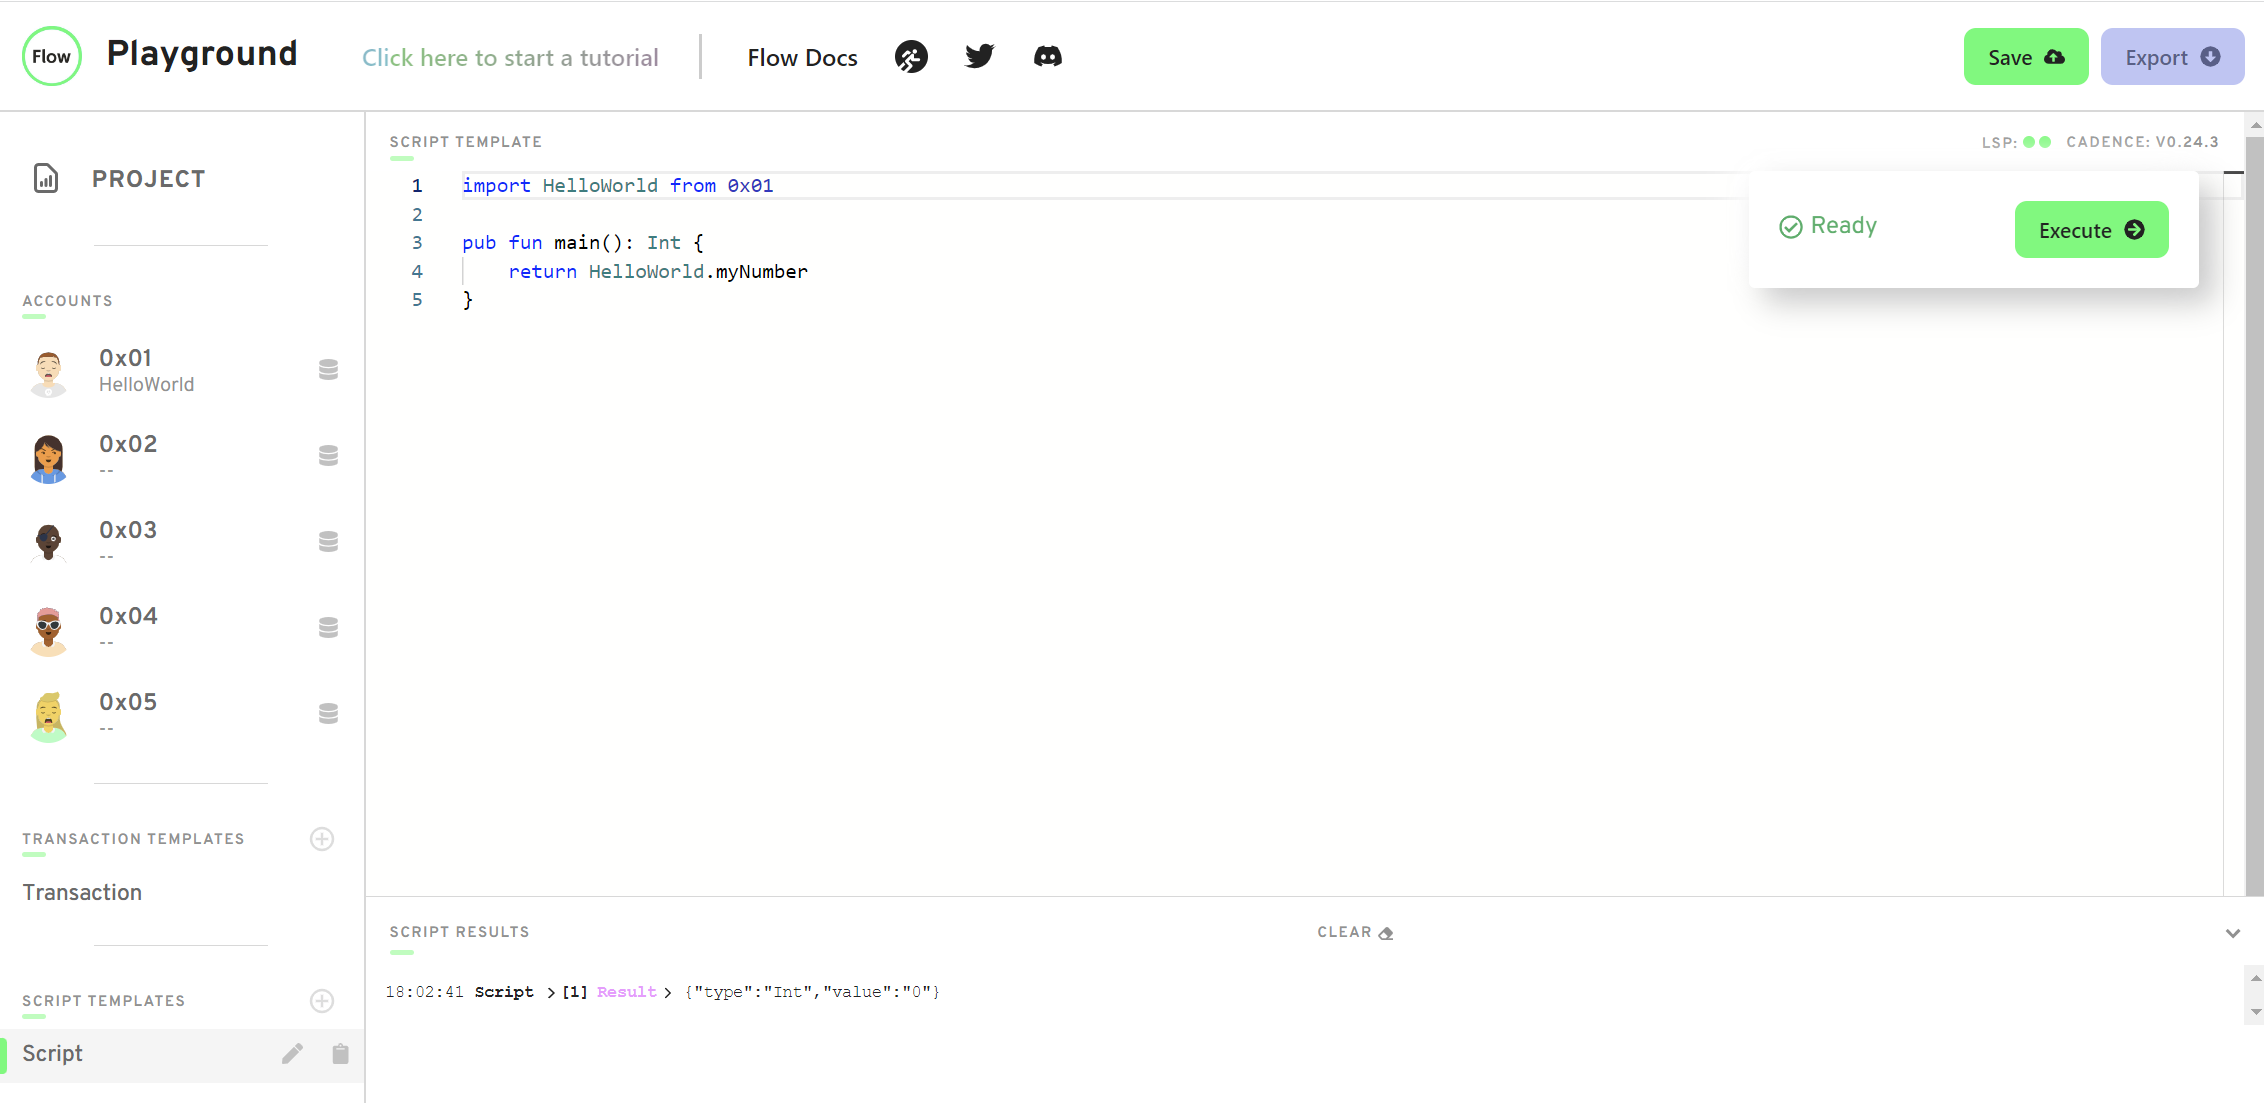 Flow Playground Click here to start a tutorial Flow Docs Save Export
PROJECT
ACCOUNTS
0x01
HelloWorld
0x02
--
0x03
--
0x04
--
0x05
--
TRANSACTION TEMPLATES
Transaction
SCRIPT TEMPLATES
Script
SCRIPT TEMPLATE LSP: CADENCE: V0.24.3
1 import HelloWorld from 0x01
2
3 pub fun main(): Int {
4 return HelloWorld.myNumber
5 }
Ready Execute
SCRIPT RESULTS CLEAR
18:02:41 Script >[1] Result > {"type":"Int","value":"0"}